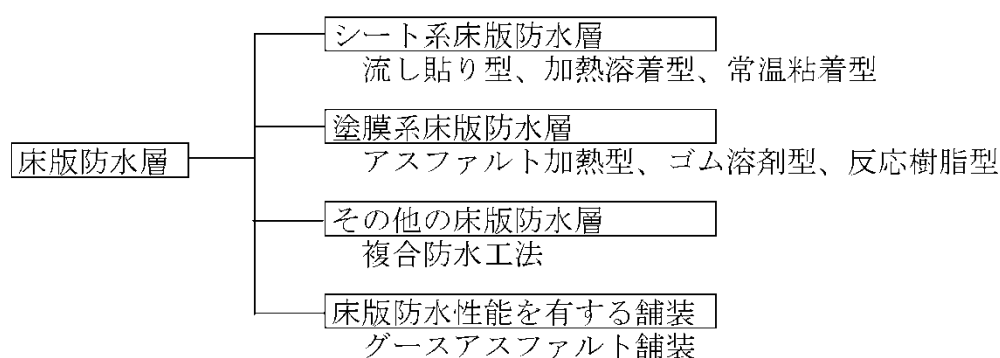 シート系床版防水層
流し貼り型、加熱溶着型、常温粘着型
塗膜系床版防水層
アスファルト加熱型、ゴム溶剤型、反応樹脂型
床版防水層
その他の床版防水層
複合防水工法
床版防水性能を有する舗装
グースアスファルト舗装